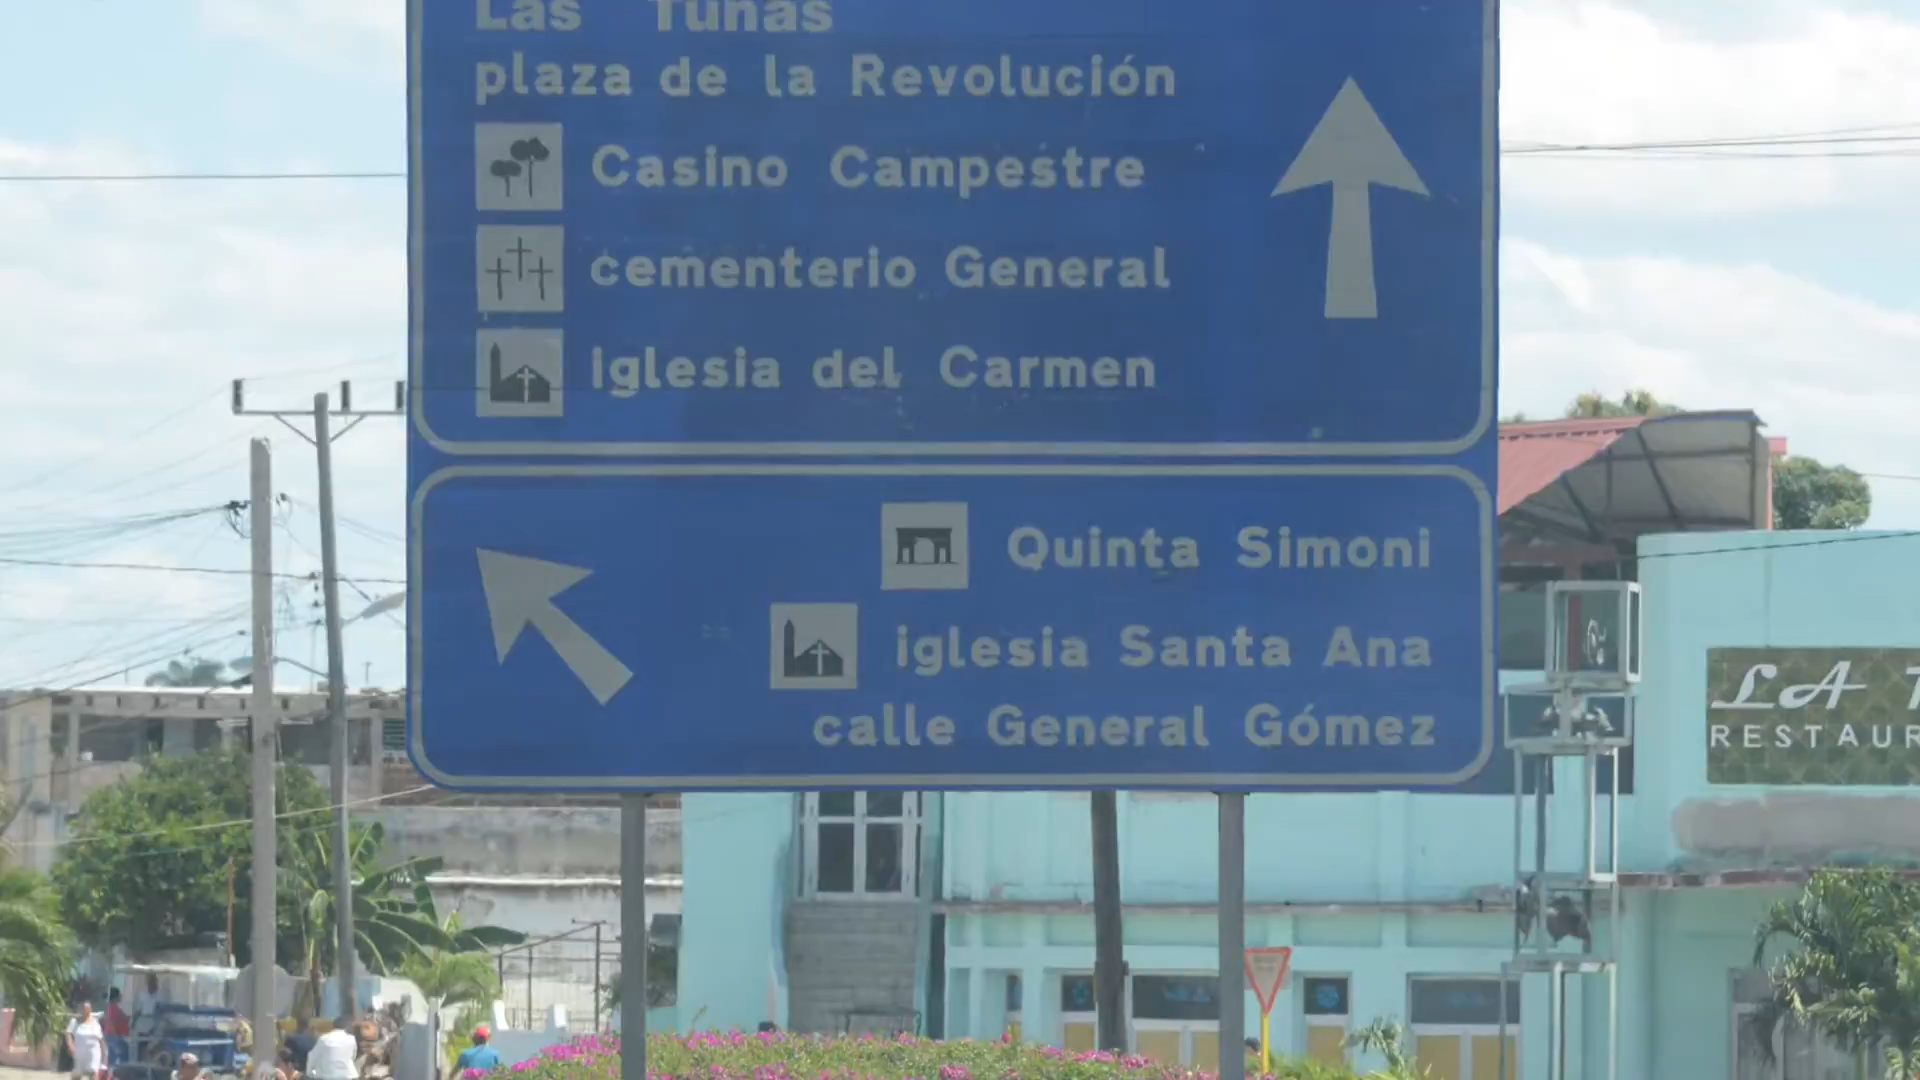 Las Tunas
plaza de la Revolución
Casino Campestre
cementerio General
iglesia del Carmen
Quinta Simoni
iglesia Santa Ana
calle General Gómez
LA